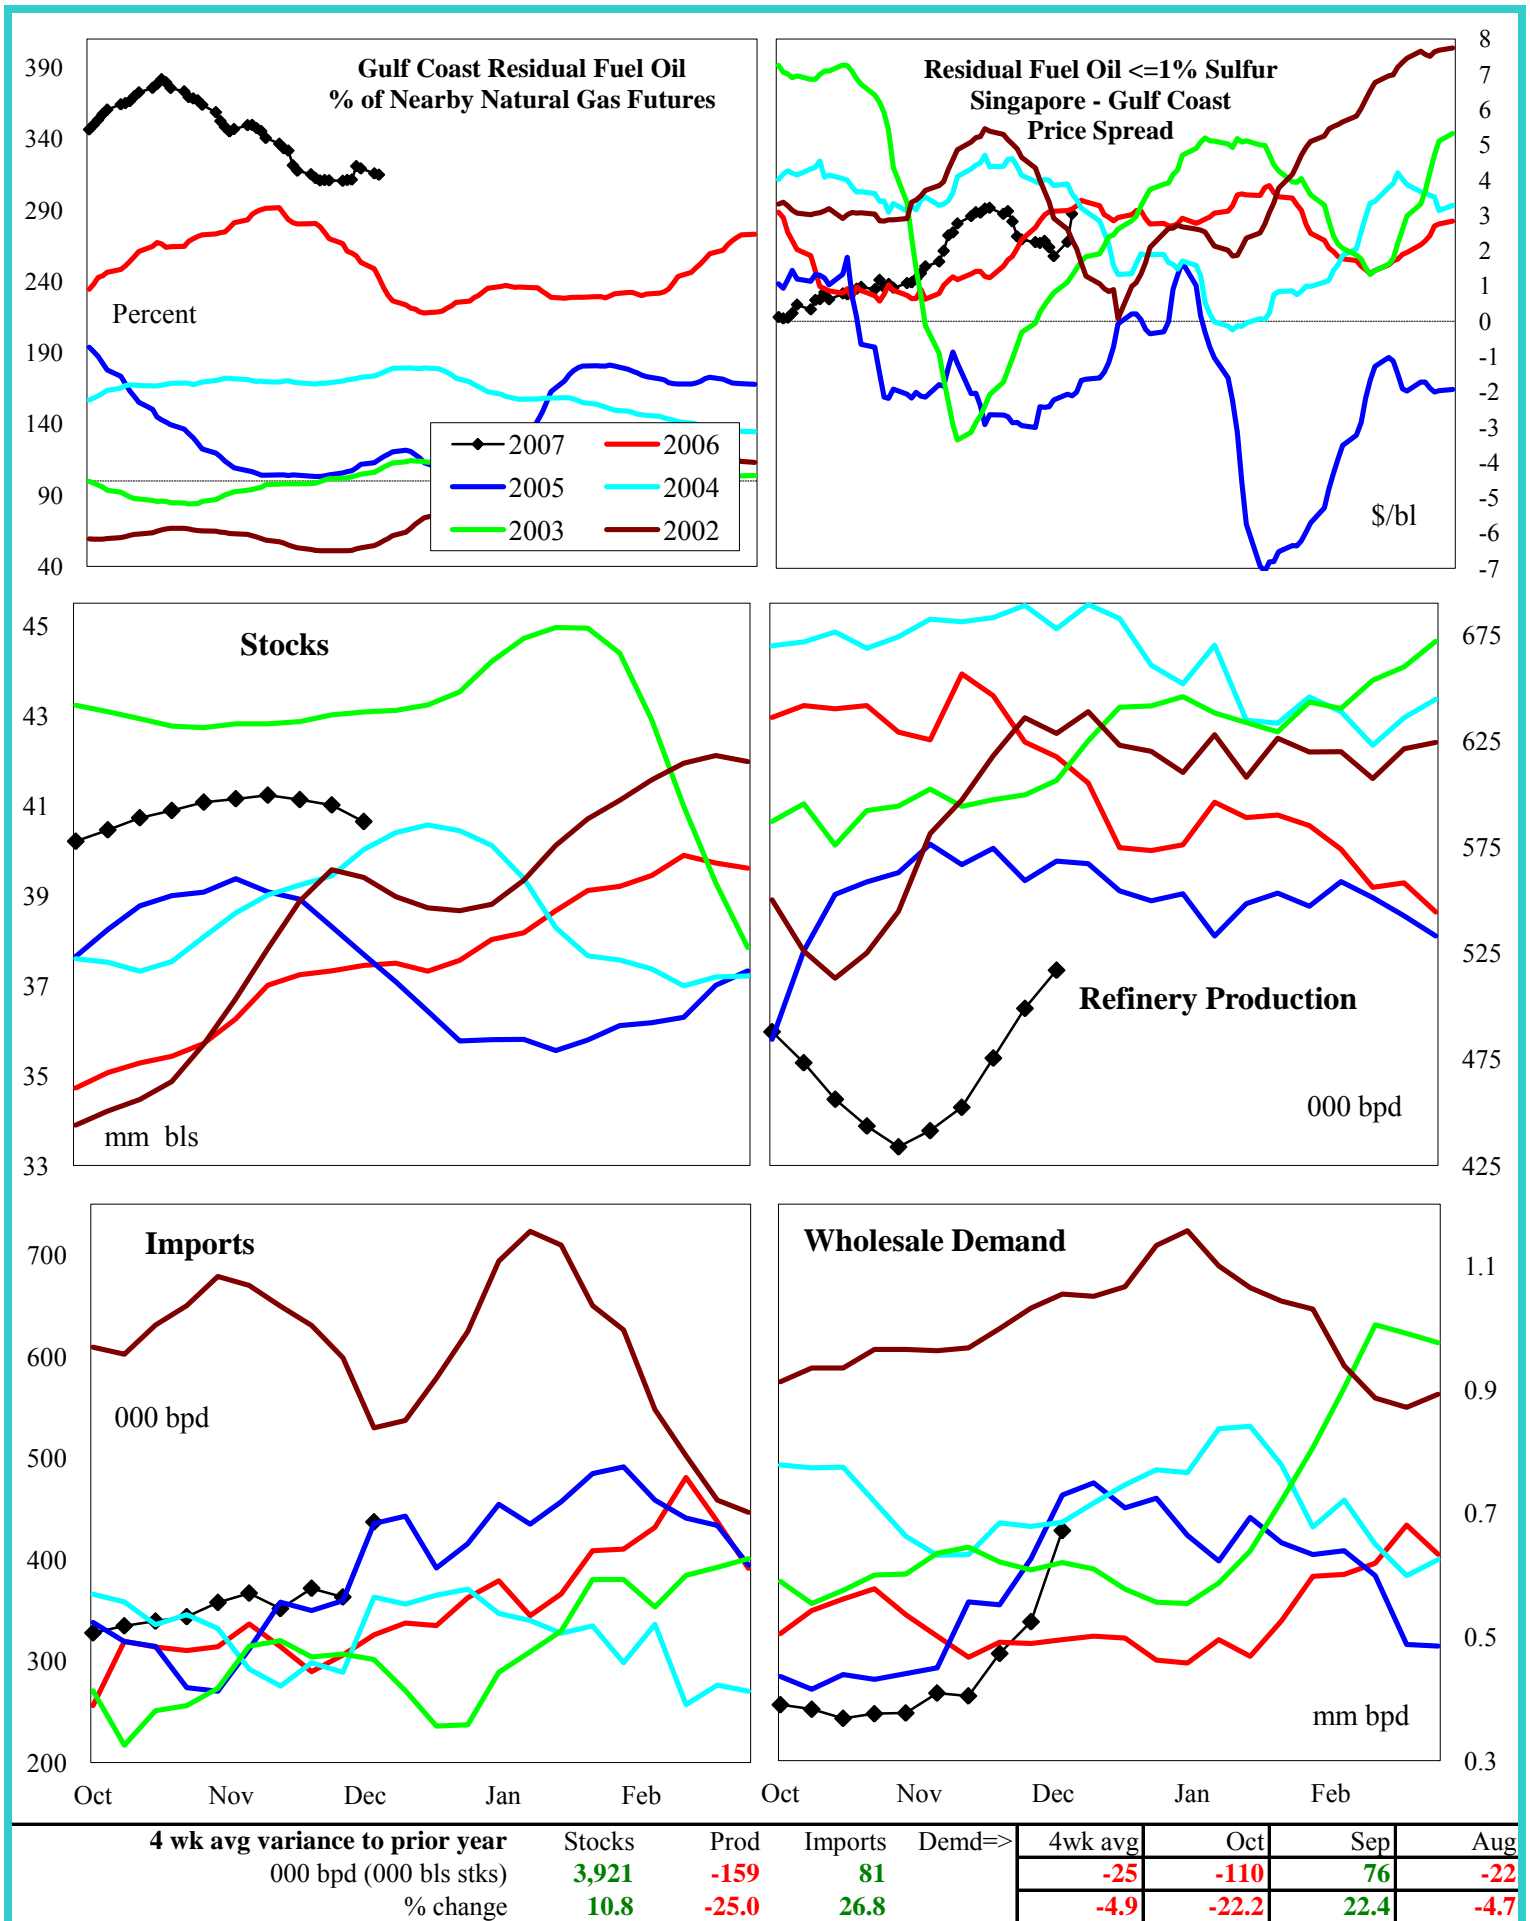 Gulf Coast Residual Fuel Oil
% of Nearby Natural Gas Futures
Percent
390
340
290
240
190
140
90
40
2007 2006
2005 2004
2003 2002
Residual Fuel Oil <=1% Sulfur
Singapore - Gulf Coast
Price Spread
$/bl
8
7
6
5
4
3
2
1
0
-1
-2
-3
-4
-5
-6
-7
Stocks
mm bls
45
43
41
39
37
35
33
Refinery Production
000 bpd
675
625
575
525
475
425
Imports
000 bpd
700
600
500
400
300
200
Oct Nov Dec Jan Feb
Wholesale Demand
mm bpd
1.1
0.9
0.7
0.5
0.3
Oct Nov Dec Jan Feb
4 wk avg variance to prior year Stocks Prod Imports Demd=> 4wk avg Oct Sep Aug
000 bpd (000 bls stks) 3,921 -159 81 -25 -110 76 -22
% change 10.8 -25.0 26.8 -4.9 -22.2 22.4 -4.7